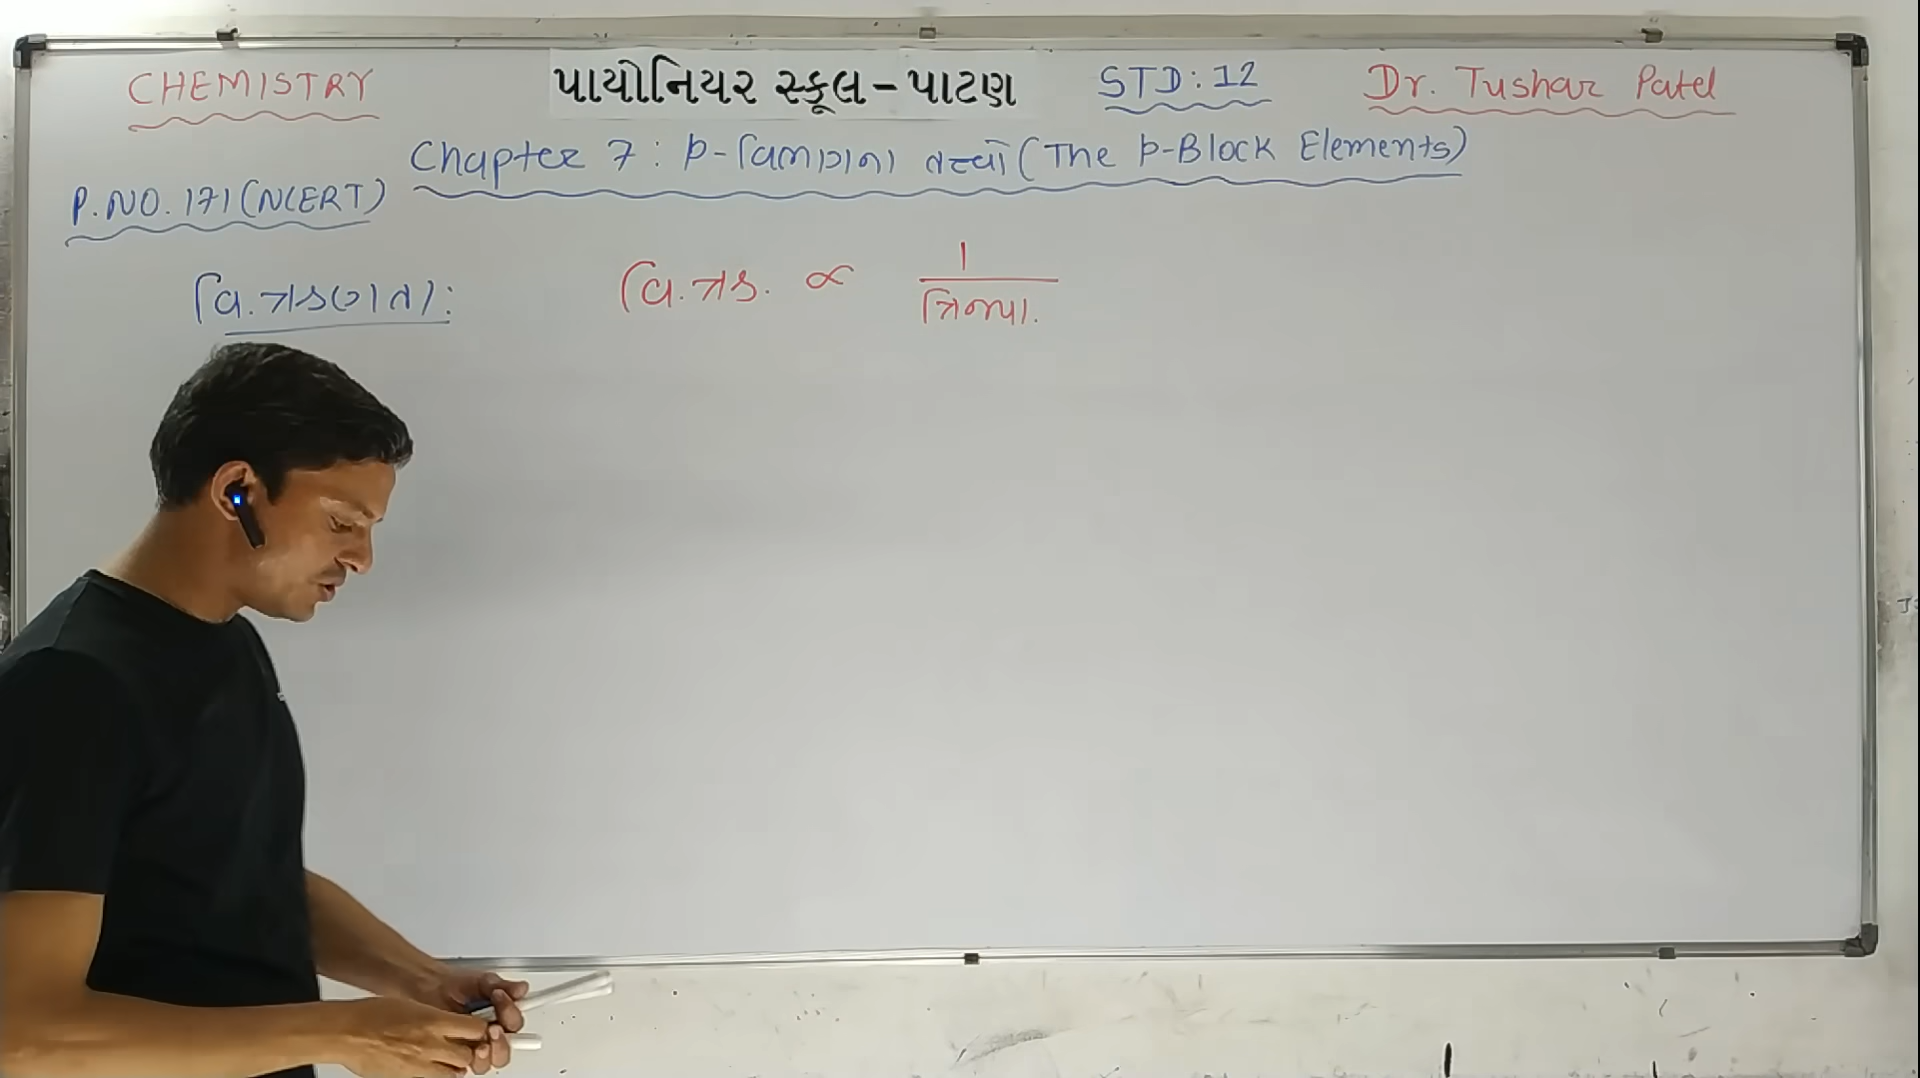 CHEMISTRY પાયોનિયર સ્કૂલ - પાટણ STD: 12 Dr. Tushar Patel
Chapter 7: p-વિભાગના તત્વો (The p-Block Elements)
P.NO. 171 (NCERT)
વિ.ઋણતા: વિ.ઋણ. ∝ 1
ત્રિજ્યા.